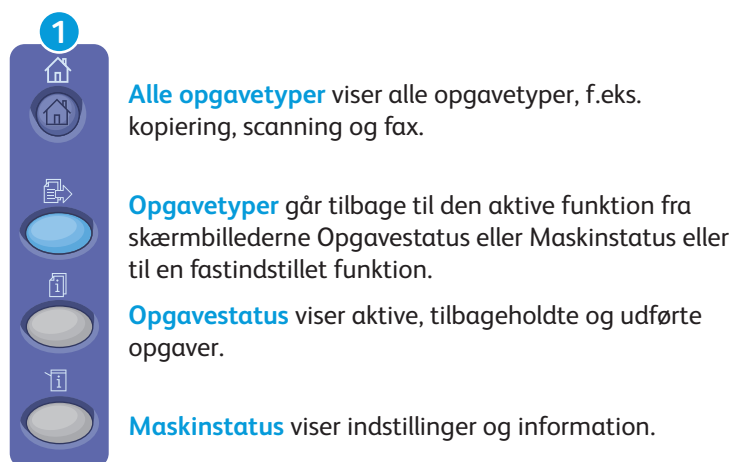 1
Alle opgavetyper viser alle opgavetyper, f.eks.
kopiering, scanning og fax.
Opgavetyper går tilbage til den aktive funktion fra
skærmbillederne Opgavestatus eller Maskinstatus eller
til en fastindstillet funktion.
Opgavestatus viser aktive, tilbageholdte og udførte
opgaver.
Maskinstatus viser indstillinger og information.